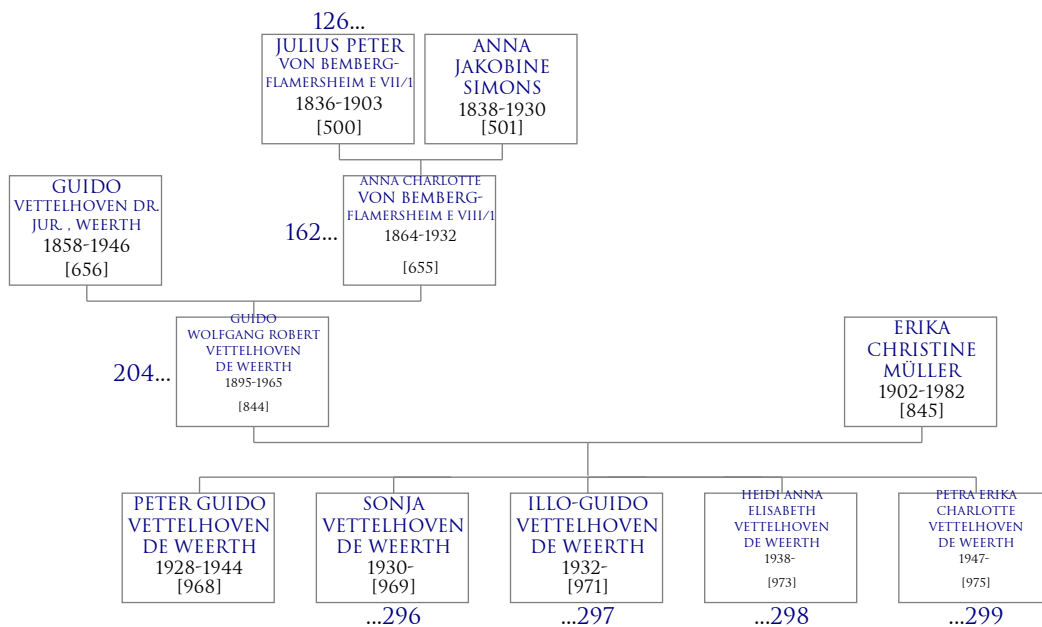 126...
JULIUS PETER
VON BEMBERG-
FLAMERSHEIM E VII/1
1836-1903
[500]
ANNA
JAKOBINE
SIMONS
1838-1930
[501]
GUIDO
VETTELHOVEN DR.
JUR. , WEERTH
1858-1946
[656]
162...
ANNA CHARLOTTE
VON BEMBERG-
FLAMERSHEIM E VIII/1
1864-1932
[655]
204...
GUIDO
WOLFGANG ROBERT
VETTELHOVEN
DE WEERTH
1895-1965
[844]
ERIKA
CHRISTINE
MÜLLER
1902-1982
[845]
PETER GUIDO
VETTELHOVEN
DE WEERTH
1928-1944
[968]
SONJA
VETTELHOVEN
DE WEERTH
1930-
[969]
...296
ILLO-GUIDO
VETTELHOVEN
DE WEERTH
1932-
[971]
...297
HEIDI ANNA
ELISABETH
VETTELHOVEN
DE WEERTH
1938-
[973]
...298
PETRA ERIKA
CHARLOTTE
VETTELHOVEN
DE WEERTH
1947-
[975]
...299